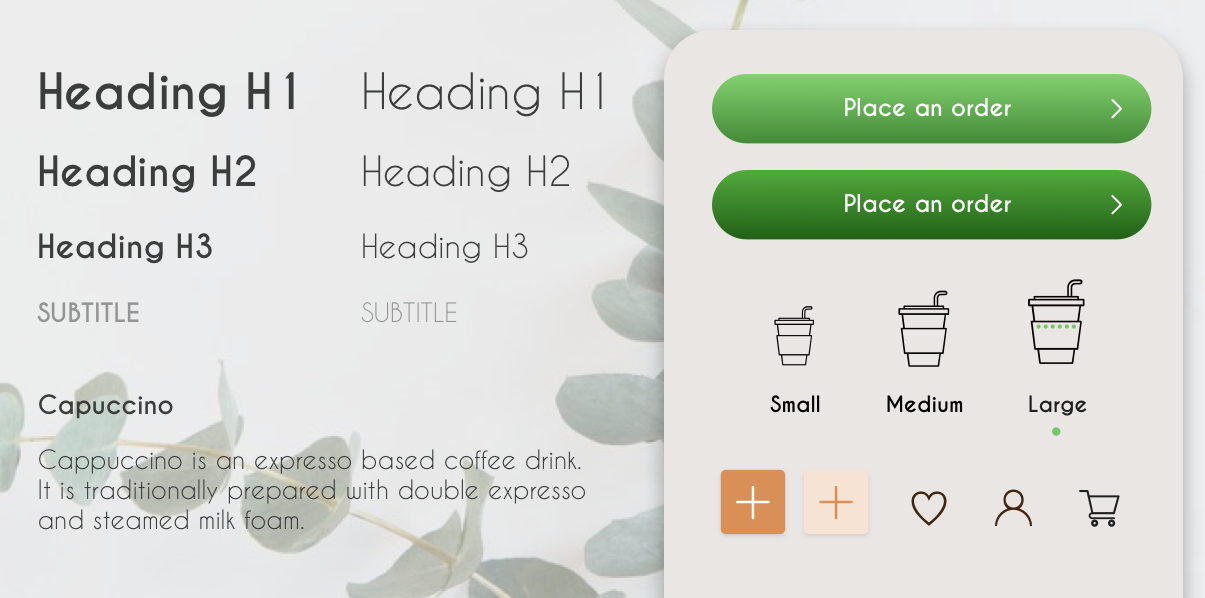 Heading H1
Heading H1
Heading H2
Heading H2
Heading H3
Heading H3
SUBTITLE
SUBTITLE
Capuccino
Cappuccino is an expresso based coffee drink.
It is traditionally prepared with double expresso
and steamed milk foam.
Place an order
Place an order
Small
Medium
Large